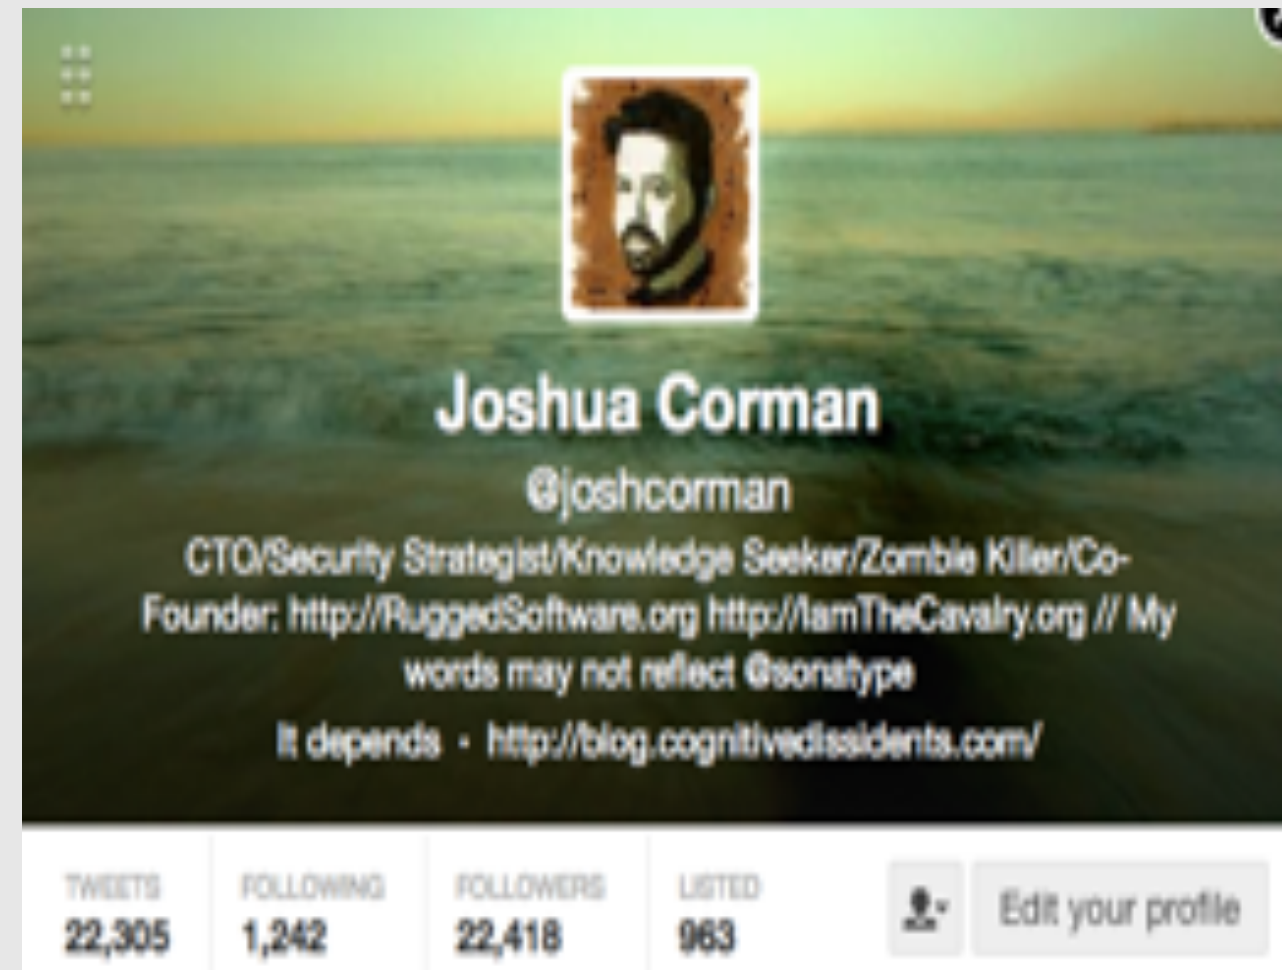 Joshua Corman
@joshcorman
CTO/Security Strategist/Knowledge Seeker/Zombie Killer/Co-
Founder: http://RuggedSoftware.org http://IamTheCavalry.org // My
words may not reflect @sonatype
It depends · http://blog.cognitivedissidents.com/
TWEETS FOLLOWING FOLLOWERS LISTED
22,305 1,242 22,418 963 Edit your profile